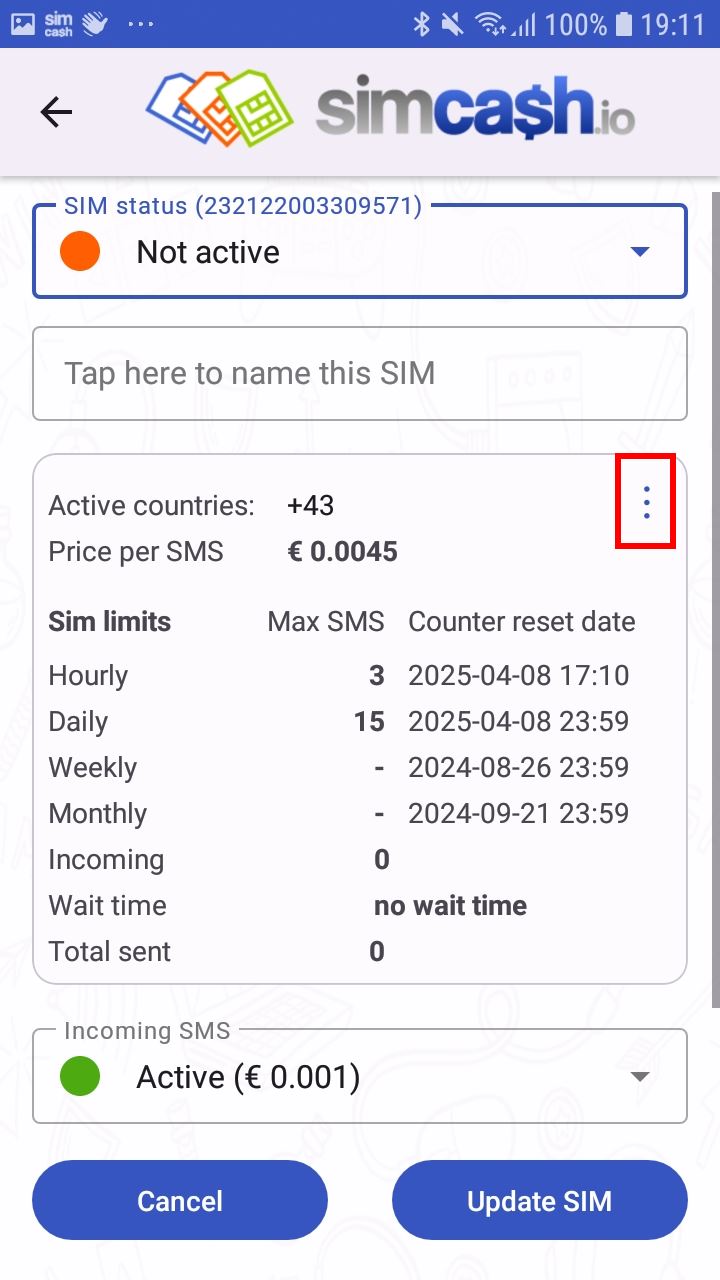 sim cash ... 100% 19:11
simca$h.io
SIM status (232122003309571)
Not active
Tap here to name this SIM
Active countries: +43
Price per SMS € 0.0045
Sim limits Max SMS Counter reset date
Hourly 3 2025-04-08 17:10
Daily 15 2025-04-08 23:59
Weekly - 2024-08-26 23:59
Monthly - 2024-09-21 23:59
Incoming 0
Wait time no wait time
Total sent 0
Incoming SMS
Active (€ 0.001)
Cancel Update SIM